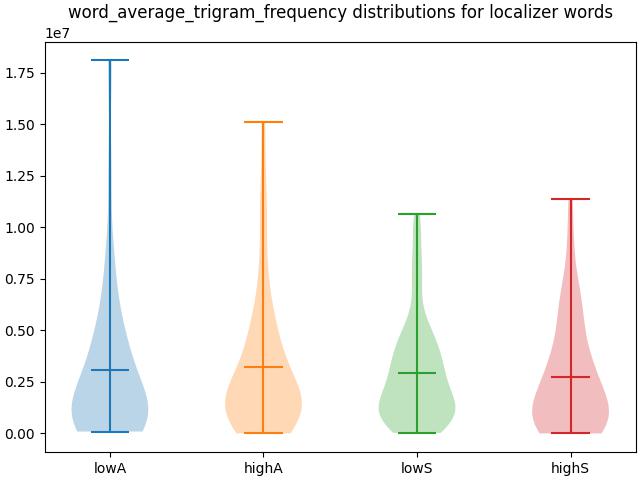 word_average_trigram_frequency distributions for localizer words
1e7
1.75
1.50
1.25
1.00
0.75
0.50
0.25
0.00
lowA highA lowS highS